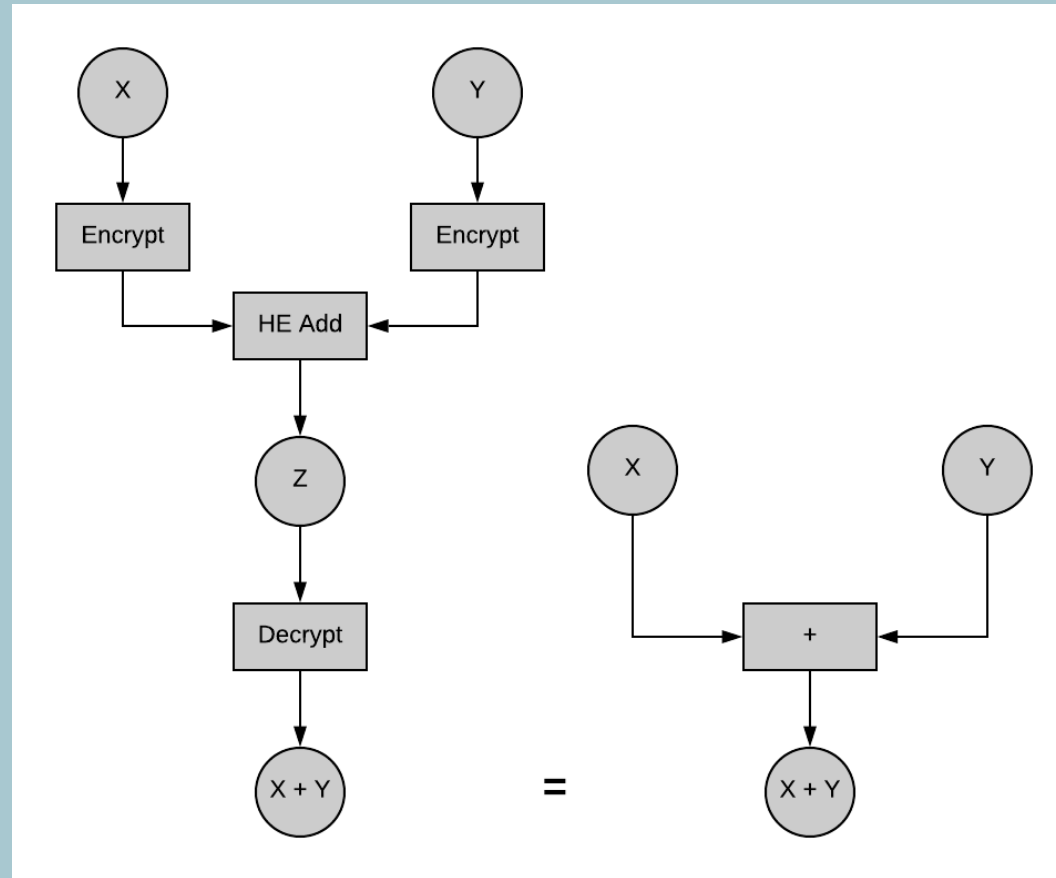 X
Y
Encrypt
Encrypt
HE Add
Z
X
Y
Decrypt
+
X + Y
=
X + Y